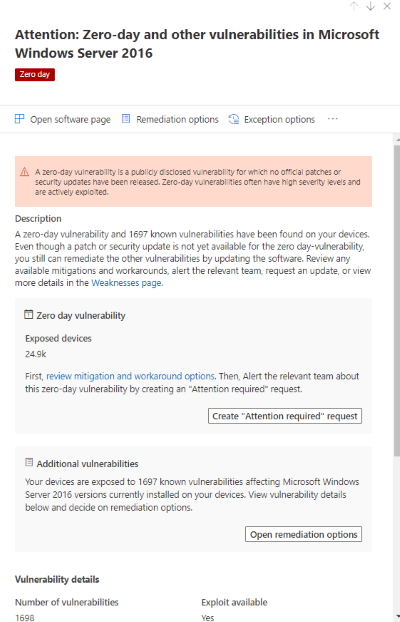 Attention: Zero-day and other vulnerabilities in Microsoft
Windows Server 2016
Zero day
Open software page Remediation options Exception options ...
A zero-day vulnerability is a publicly disclosed vulnerability for which no official patches or
security updates have been released. Zero-day vulnerabilities often have high severity levels and
are actively exploited.
Description
A zero-day vulnerability and 1697 known vulnerabilities have been found on your devices.
Even though a patch or security update is not yet available for the zero day-vulnerability,
you still can remediate the other vulnerabilities by updating the software. Review any
available mitigations and workarounds, alert the relevant team, request an update, or view
more details in the Weaknesses page.
Zero day vulnerability
Exposed devices
24.9k
First, review mitigation and workaround options. Then, Alert the relevant team about
this zero-day vulnerability by creating an "Attention required" request.
Create "Attention required" request
Additional vulnerabilities
Your devices are exposed to 1697 known vulnerabilities affecting Microsoft Windows
Server 2016 versions currently installed on your devices. View vulnerability details
below and decide on remediation options.
Open remediation options
Vulnerability details
Number of vulnerabilities Exploit available
1698 Yes